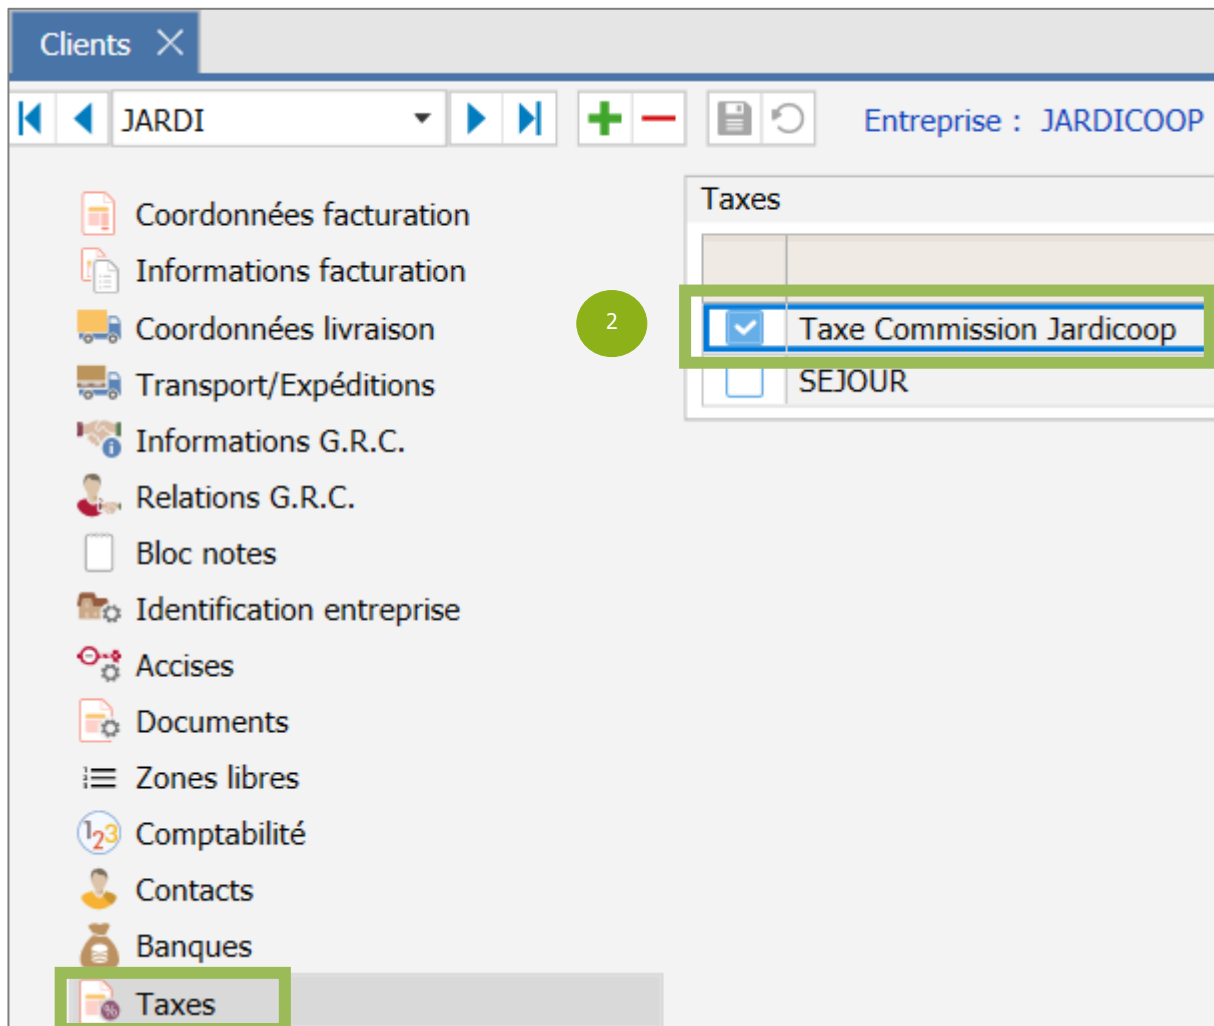 Clients
JARDI
Entreprise : JARDICOOP
Coordonnées facturation
Informations facturation
Coordonnées livraison
Transport/Expéditions
Informations G.R.C.
Relations G.R.C.
Bloc notes
Identification entreprise
Accises
Documents
Zones libres
Comptabilité
Contacts
Banques
Taxes
Taxes
2
Taxe Commission Jardicoop
SEJOUR